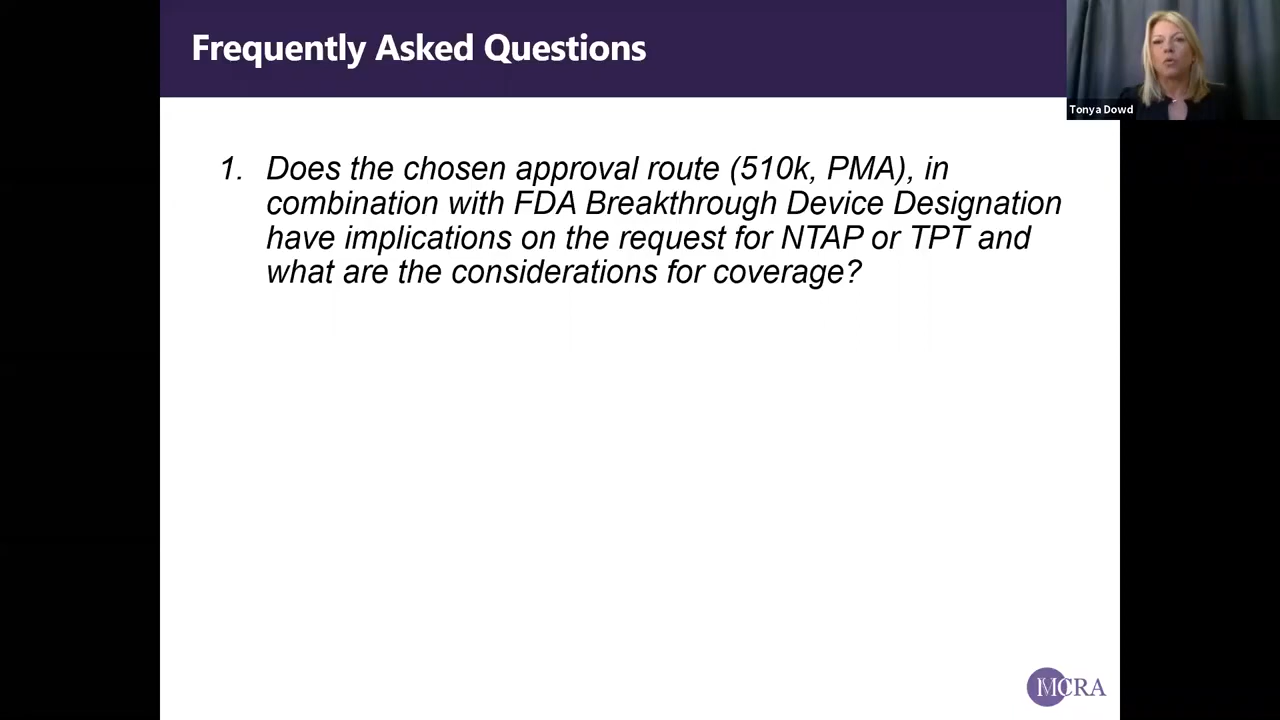 Frequently Asked Questions
Tonya Dowd
1. Does the chosen approval route (510k, PMA), in
combination with FDA Breakthrough Device Designation
have implications on the request for NTAP or TPT and
what are the considerations for coverage?
MCRA